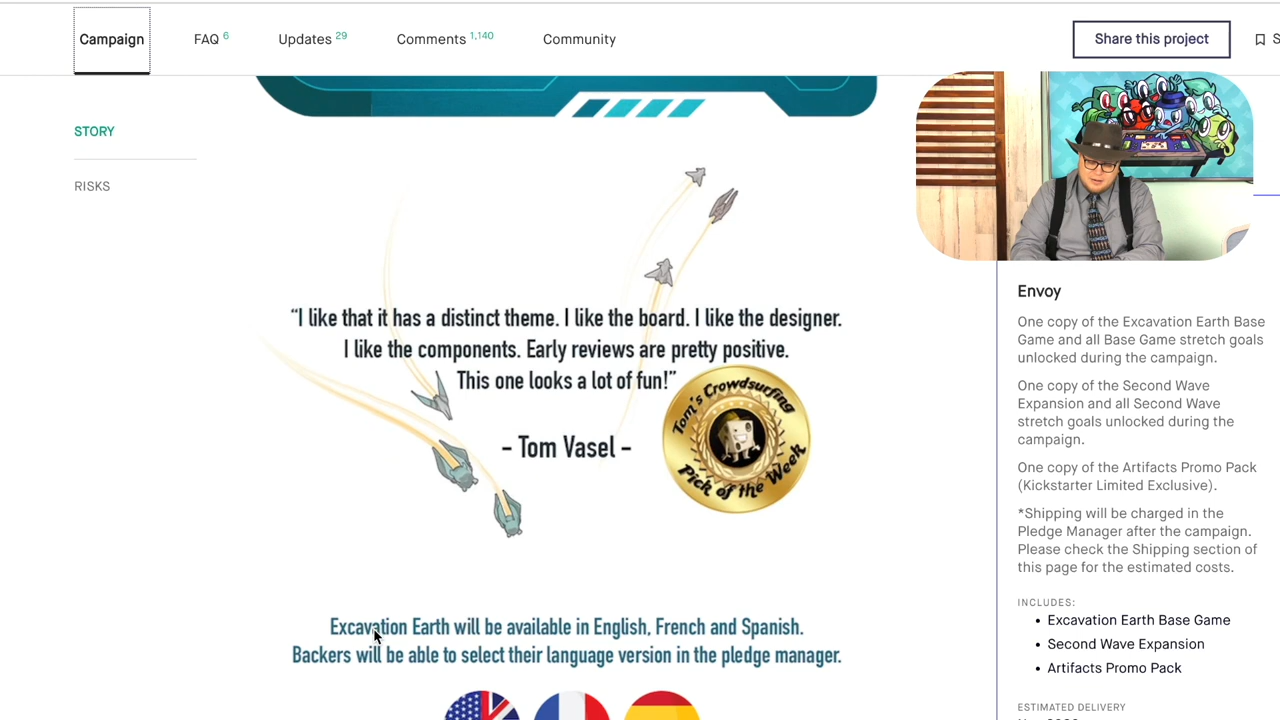 Campaign
FAQ 6
Updates 29
Comments 1,140
Community
Share this project
STORY
RISKS
“I like that it has a distinct theme. I like the board. I like the designer.
I like the components. Early reviews are pretty positive.
This one looks a lot of fun!”
– Tom Vasel –
Tom's Crowdsurfing
Pick of the Week
Excavation Earth will be available in English, French and Spanish.
Backers will be able to select their language version in the pledge manager.
Envoy
One copy of the Excavation Earth Base
Game and all Base Game stretch goals
unlocked during the campaign.
One copy of the Second Wave
Expansion and all Second Wave
stretch goals unlocked during the
campaign.
One copy of the Artifacts Promo Pack
(Kickstarter Limited Exclusive).
*Shipping will be charged in the
Pledge Manager after the campaign.
Please check the Shipping section of
this page for the estimated costs.
INCLUDES:
• Excavation Earth Base Game
• Second Wave Expansion
• Artifacts Promo Pack
ESTIMATED DELIVERY